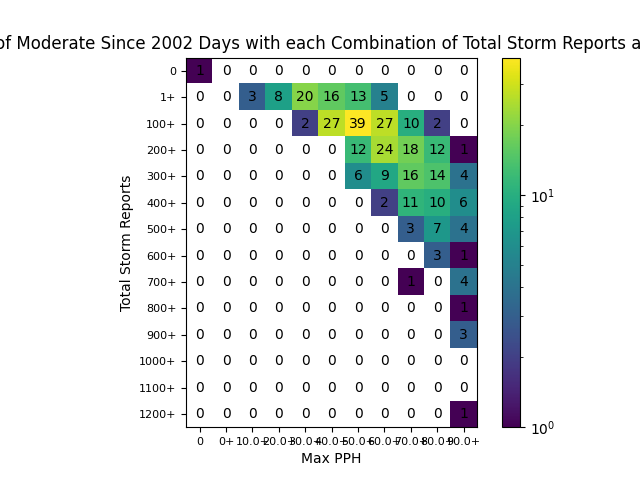 of Moderate Since 2002 Days with each Combination of Total Storm Reports a
0 1 0 0 0 0 0 0 0 0 0 0
1+ 0 0 3 8 20 16 13 5 0 0 0
100+ 0 0 0 0 2 27 39 27 10 2 0
200+ 0 0 0 0 0 0 12 24 18 12 1
300+ 0 0 0 0 0 0 6 9 16 14 4
400+ 0 0 0 0 0 0 0 2 11 10 6
500+ 0 0 0 0 0 0 0 0 3 7 4
600+ 0 0 0 0 0 0 0 0 0 3 1
700+ 0 0 0 0 0 0 0 0 1 0 4
800+ 0 0 0 0 0 0 0 0 0 0 1
900+ 0 0 0 0 0 0 0 0 0 0 3
1000+ 0 0 0 0 0 0 0 0 0 0 0
1100+ 0 0 0 0 0 0 0 0 0 0 0
1200+ 0 0 0 0 0 0 0 0 0 0 1
0 0+ 10.0+ 20.0+ 30.0+ 40.0+ 50.0+ 60.0+ 70.0+ 80.0+ 90.0+
Max PPH
Total Storm Reports
10¹
10⁰